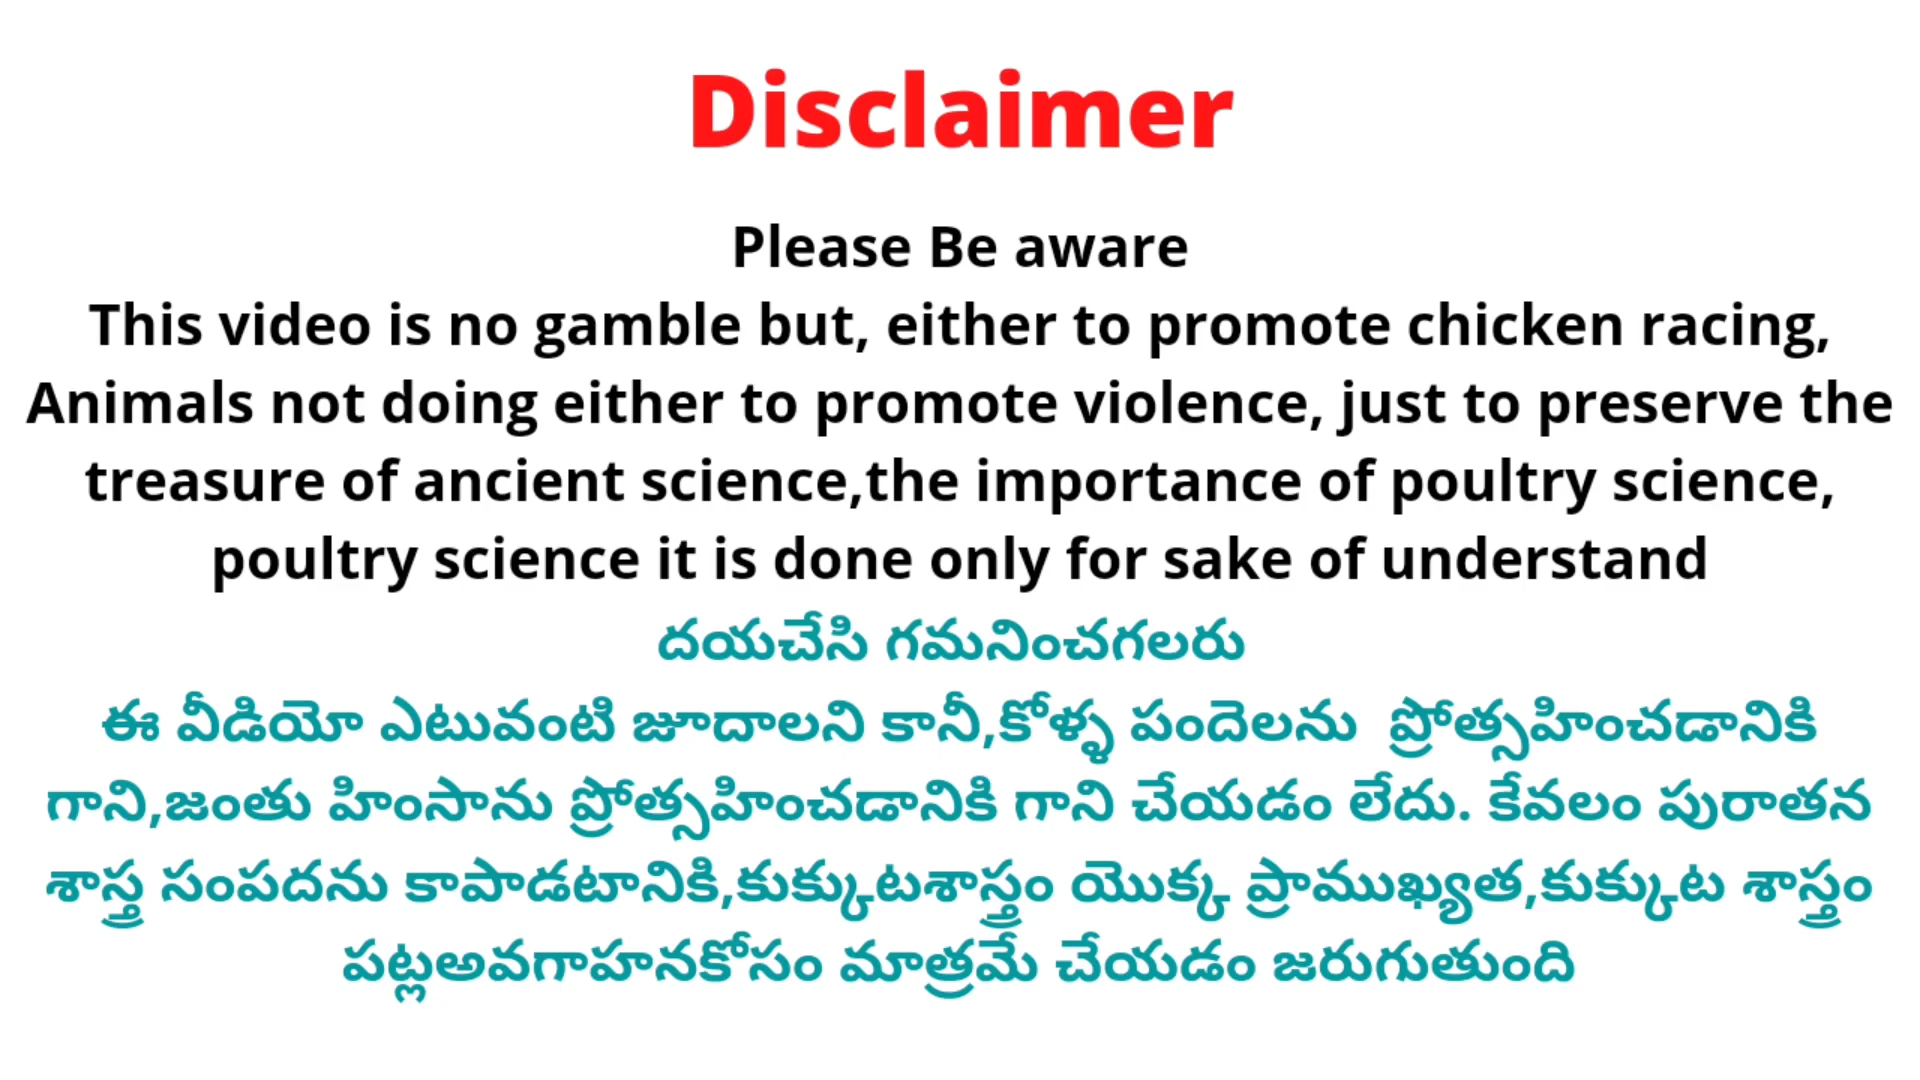 Disclaimer
Please Be aware
This video is no gamble but, either to promote chicken racing,
Animals not doing either to promote violence, just to preserve the
treasure of ancient science,the importance of poultry science,
poultry science it is done only for sake of understand
దయచేసి గమనించగలరు
ఈ వీడియో ఎటువంటి జూదాలని కానీ,కోళ్ళ పందెలను ప్రోత్సహించడానికి
గాని,జంతు హింసాను ప్రోత్సహించడానికి గాని చేయడం లేదు. కేవలం పురాతన
శాస్త్ర సంపదను కాపాడటానికి,కుక్కుటశాస్త్రం యొక్క ప్రాముఖ్యత,కుక్కుట శాస్త్రం
పట్లఅవగాహనకోసం మాత్రమే చేయడం జరుగుతుంది